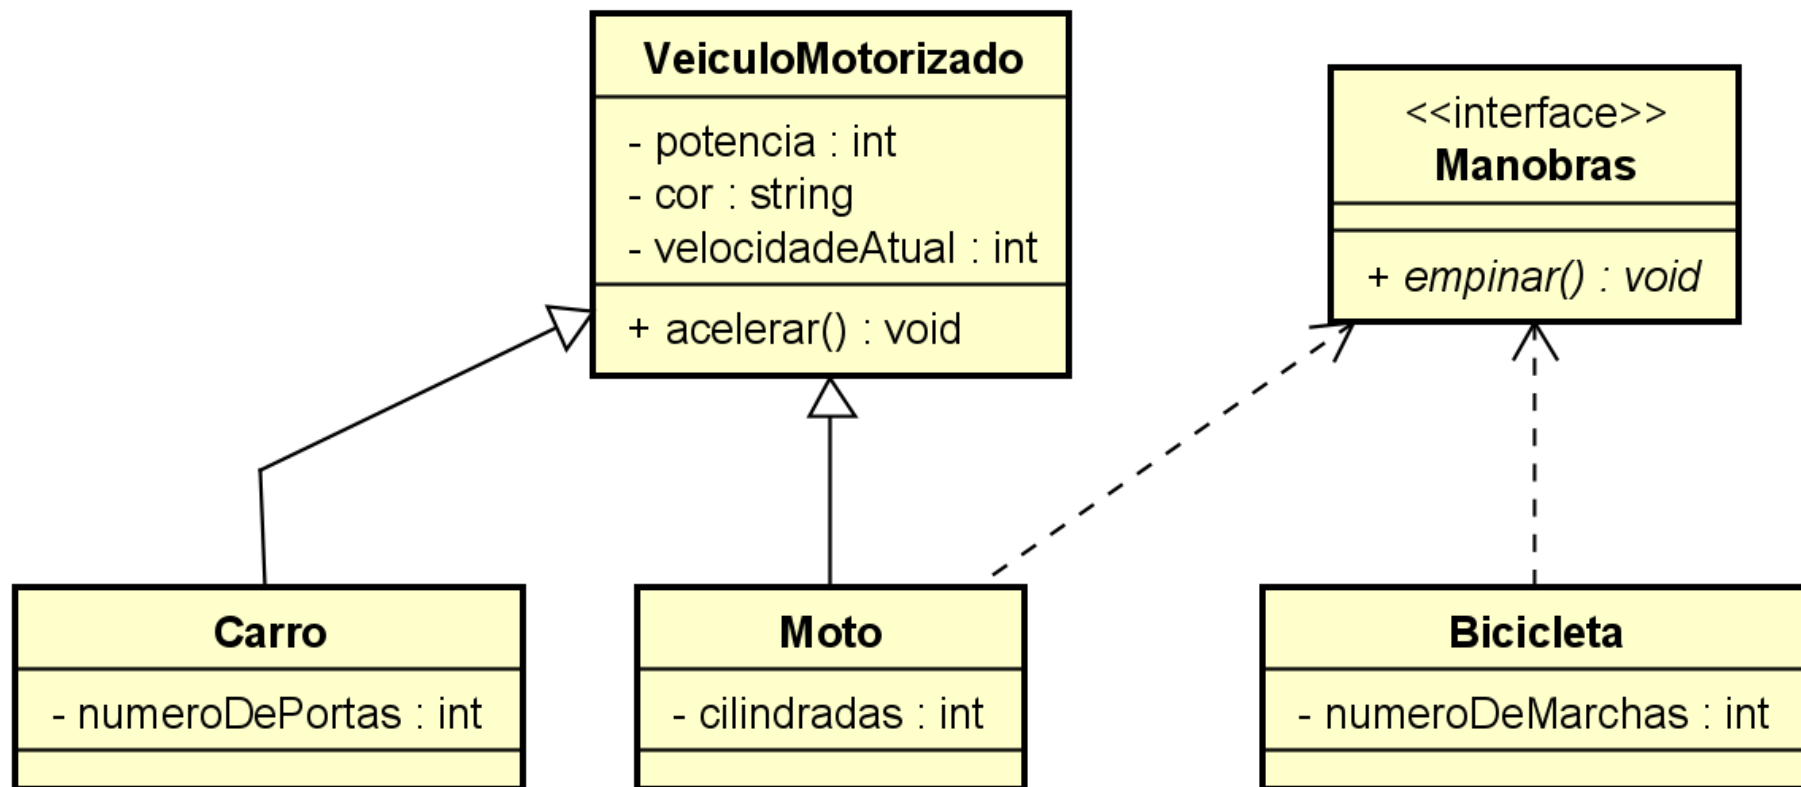 VeiculoMotorizado
- potencia : int
- cor : string
- velocidadeAtual : int
+ acelerar() : void
<<interface>>
Manobras
+ empinar() : void
Carro
- numeroDePortas : int
Moto
- cilindradas : int
Bicicleta
- numeroDeMarchas : int